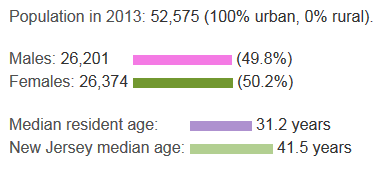 Population in 2013: 52,575 (100% urban, 0% rural).
Males: 26,201 (49.8%)
Females: 26,374 (50.2%)
Median resident age: 31.2 years
New Jersey median age: 41.5 years